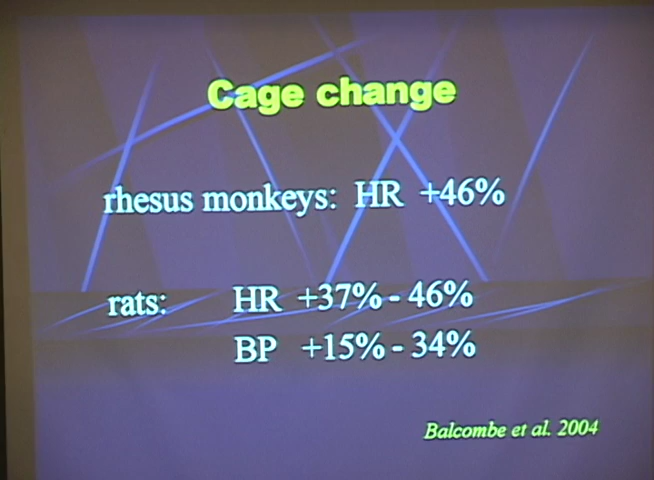 Cage change
rhesus monkeys: HR +46%
rats: HR +37% - 46%
BP +15% - 34%
Balcombe et al. 2004